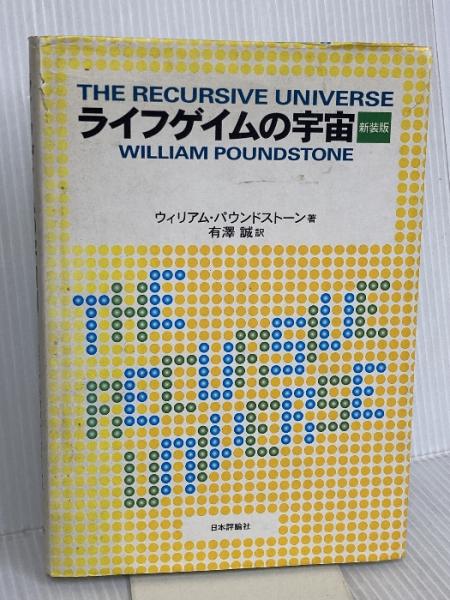 THE RECURSIVE UNIVERSE
ライフゲイムの宇宙 新装版
WILLIAM POUNDSTONE
ウィリアム・パウンドストーン 著
有澤 誠 訳
THE
RECURSIVE
UNIVERSE
日本評論社